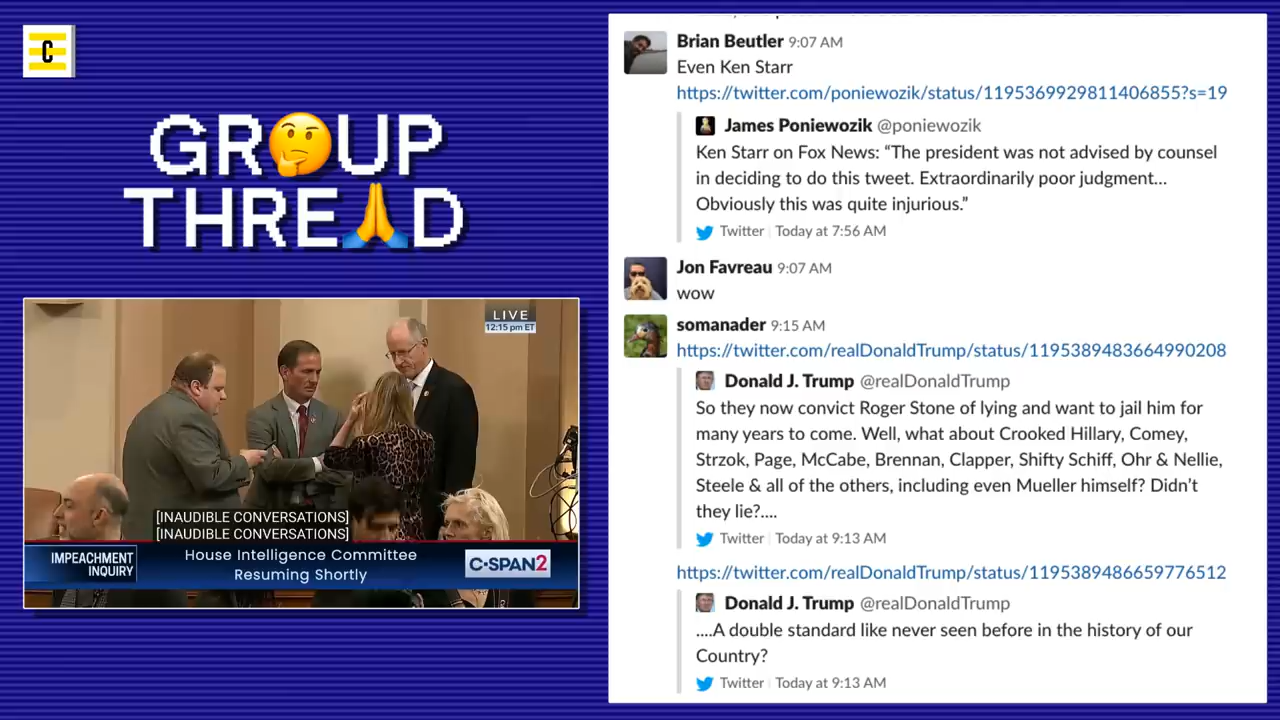 C
GR🤔UP
THRE🙏D
LIVE
12:15 pm ET
[INAUDIBLE CONVERSATIONS]
[INAUDIBLE CONVERSATIONS]
IMPEACHMENT
INQUIRY
House Intelligence Committee
Resuming Shortly
C-SPAN2
Brian Beutler 9:07 AM
Even Ken Starr
https://twitter.com/poniewozik/status/1195369929811406855?s=19
James Poniewozik @poniewozik
Ken Starr on Fox News: “The president was not advised by counsel
in deciding to do this tweet. Extraordinarily poor judgment...
Obviously this was quite injurious.”
Twitter Today at 7:56 AM
Jon Favreau 9:07 AM
wow
somanader 9:15 AM
https://twitter.com/realDonaldTrump/status/1195389483664990208
Donald J. Trump @realDonaldTrump
So they now convict Roger Stone of lying and want to jail him for
many years to come. Well, what about Crooked Hillary, Comey,
Strzok, Page, McCabe, Brennan, Clapper, Shifty Schiff, Ohr & Nellie,
Steele & all of the others, including even Mueller himself? Didn’t
they lie?....
Twitter Today at 9:13 AM
https://twitter.com/realDonaldTrump/status/1195389486659776512
Donald J. Trump @realDonaldTrump
....A double standard like never seen before in the history of our
Country?
Twitter Today at 9:13 AM